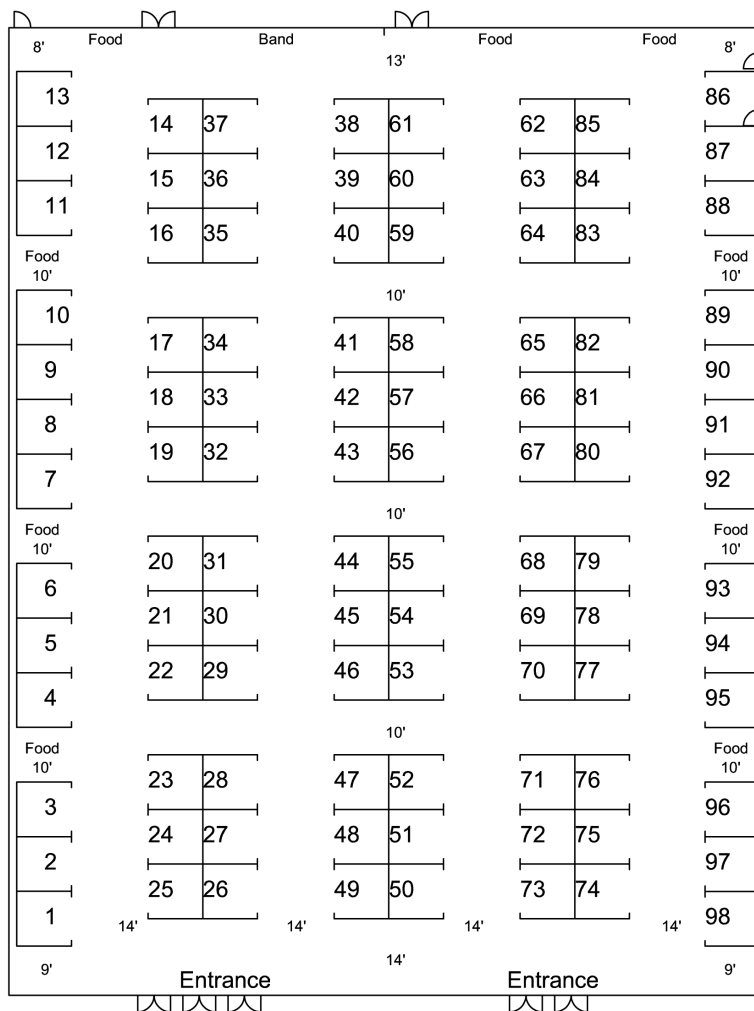 Food Band Food Food
8' 13' 8'
13 86
14 37 38 61 62 85
12 87
15 36 39 60 63 84
11 88
16 35 40 59 64 83
Food Food
10' 10' 10'
10 89
17 34 41 58 65 82
9 90
18 33 42 57 66 81
8 91
19 32 43 56 67 80
7 92
10'
Food Food
10' 10'
20 31 44 55 68 79
6 93
21 30 45 54 69 78
5 94
22 29 46 53 70 77
4 95
10'
Food Food
10' 10'
23 28 47 52 71 76
3 96
24 27 48 51 72 75
2 97
25 26 49 50 73 74
1 98
14' 14' 14' 14'
14'
9' 9'
Entrance Entrance